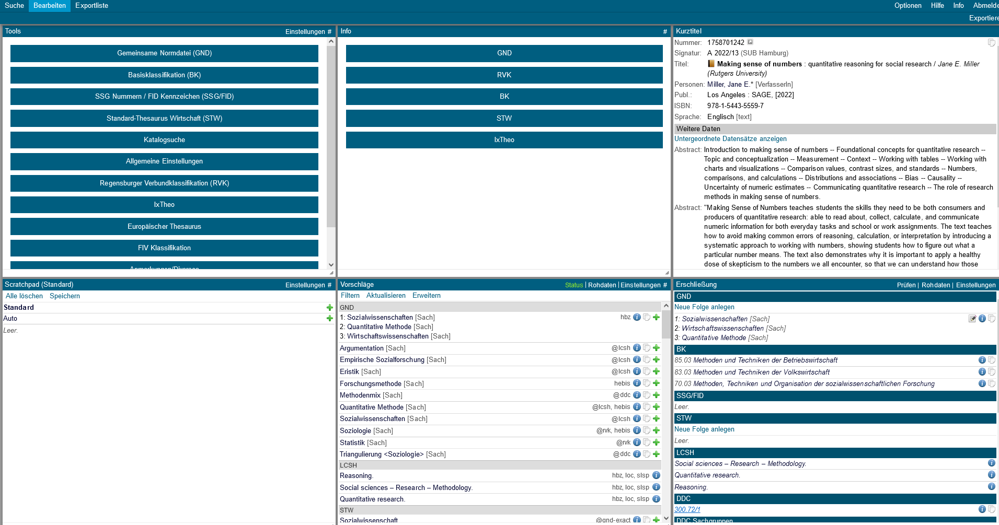 Suche Bearbeiten Exportliste Optionen Hilfe Info Abmelde
Exportiere
Tools Einstellungen #
Gemeinsame Normdatei (GND)
Basisklassifikation (BK)
SSG Nummern / FID Kennzeichen (SSG/FID)
Standard-Thesaurus Wirtschaft (STW)
Katalogsuche
Allgemeine Einstellungen
Regensburger Verbundklassifikation (RVK)
IxTheo
Europäischer Thesaurus
FIV Klassifikation
Anmerkungen/Diverses
Info #
GND
RVK
BK
STW
IxTheo
Kurztitel
Nummer: 1758701242
Signatur: A 2022/13 (SUB Hamburg)
Titel: Making sense of numbers : quantitative reasoning for social research / Jane E. Miller
(Rutgers University)
Personen: Miller, Jane E.* [VerfasserIn]
Publ.: Los Angeles : SAGE, [2022]
ISBN: 978-1-5443-5559-7
Sprache: Englisch [text]
Weitere Daten
Untergeordnete Datensätze anzeigen
Abstract: Introduction to making sense of numbers -- Foundational concepts for quantitative research --
Topic and conceptualization -- Measurement -- Context -- Working with tables -- Working with
charts and visualizations -- Comparison values, contrast sizes, and standards -- Numbers,
comparisons, and calculations -- Distributions and associations -- Bias -- Causality --
Uncertainty of numeric estimates -- Communicating quantitative research -- The role of research
methods in making sense of numbers.
Abstract: "Making Sense of Numbers teaches students the skills they need to be both consumers and
producers of quantitative research: able to read about, collect, calculate, and communicate
numeric information for both everyday tasks and school or work assignments. The text teaches
how to avoid making common errors of reasoning, calculation, or interpretation by introducing a
systematic approach to working with numbers, showing students how to figure out what a
particular number means. The text also demonstrates why it is important to apply a healthy
dose of skepticism to the numbers we all encounter, so that we can understand how those
Scratchpad (Standard) Einstellungen #
Alle löschen Speichern
Standard
Auto
Leer.
Vorschläge Status | Rohdaten | Einstellungen #
Filtern Aktualisieren Erweitern
GND
1: Sozialwissenschaften [Sach] hbz
2: Quantitative Methode [Sach]
3: Wirtschaftswissenschaften [Sach]
Argumentation [Sach] @lcsh
Empirische Sozialforschung [Sach] @lcsh
Eristik [Sach] @lcsh
Forschungsmethode [Sach] hebis
Methodenmix [Sach] @ddc
Quantitative Methode [Sach] @lcsh, hebis
Sozialwissenschaften [Sach] @lcsh
Soziologie [Sach] @rvk, hebis
Statistik [Sach] @rvk
Triangulierung <Soziologie> [Sach] @ddc
LCSH
Reasoning. hbz, loc, slsp
Social sciences – Research – Methodology. hbz, loc, slsp
Quantitative research. hbz, loc, slsp
STW
Sozialwissenschaft @gnd-exact
Erschließung Prüfen | Rohdaten | Einstellungen
GND
Neue Folge anlegen
1: Sozialwissenschaften [Sach]
2: Wirtschaftswissenschaften [Sach]
3: Quantitative Methode [Sach]
BK
85.03 Methoden und Techniken der Betriebswirtschaft
83.03 Methoden und Techniken der Volkswirtschaft
70.03 Methoden, Techniken und Organisation der sozialwissenschaftlichen Forschung
SSG/FID
Leer.
STW
Neue Folge anlegen
Leer.
LCSH
Social sciences – Research – Methodology.
Quantitative research.
Reasoning.
DDC
300.72/1
DDC Sachgruppen